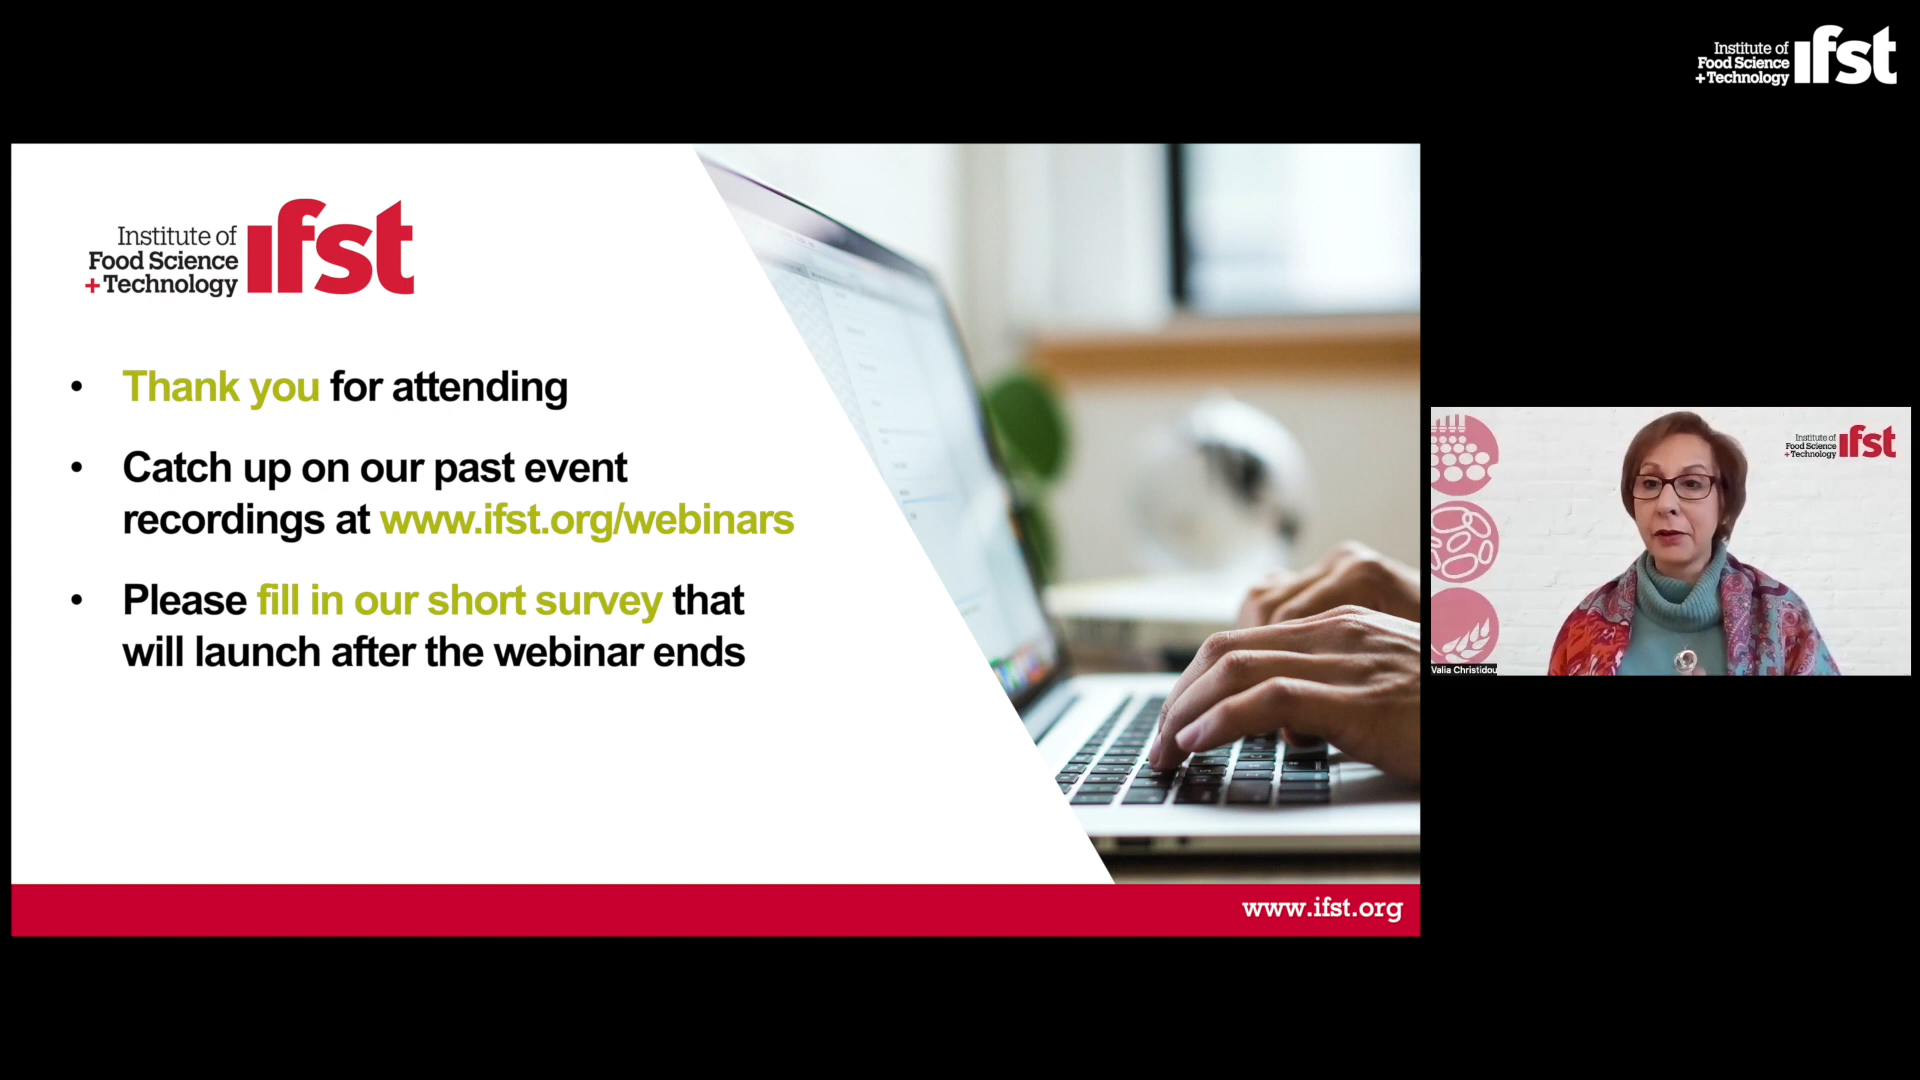 Institute of
Food Science
+Technology
ifst
Institute of
Food Science
+Technology
ifst
• Thank you for attending
• Catch up on our past event
recordings at www.ifst.org/webinars
• Please fill in our short survey that
will launch after the webinar ends
www.ifst.org
Institute of
Food Science
+Technology
ifst
Valia Christidou